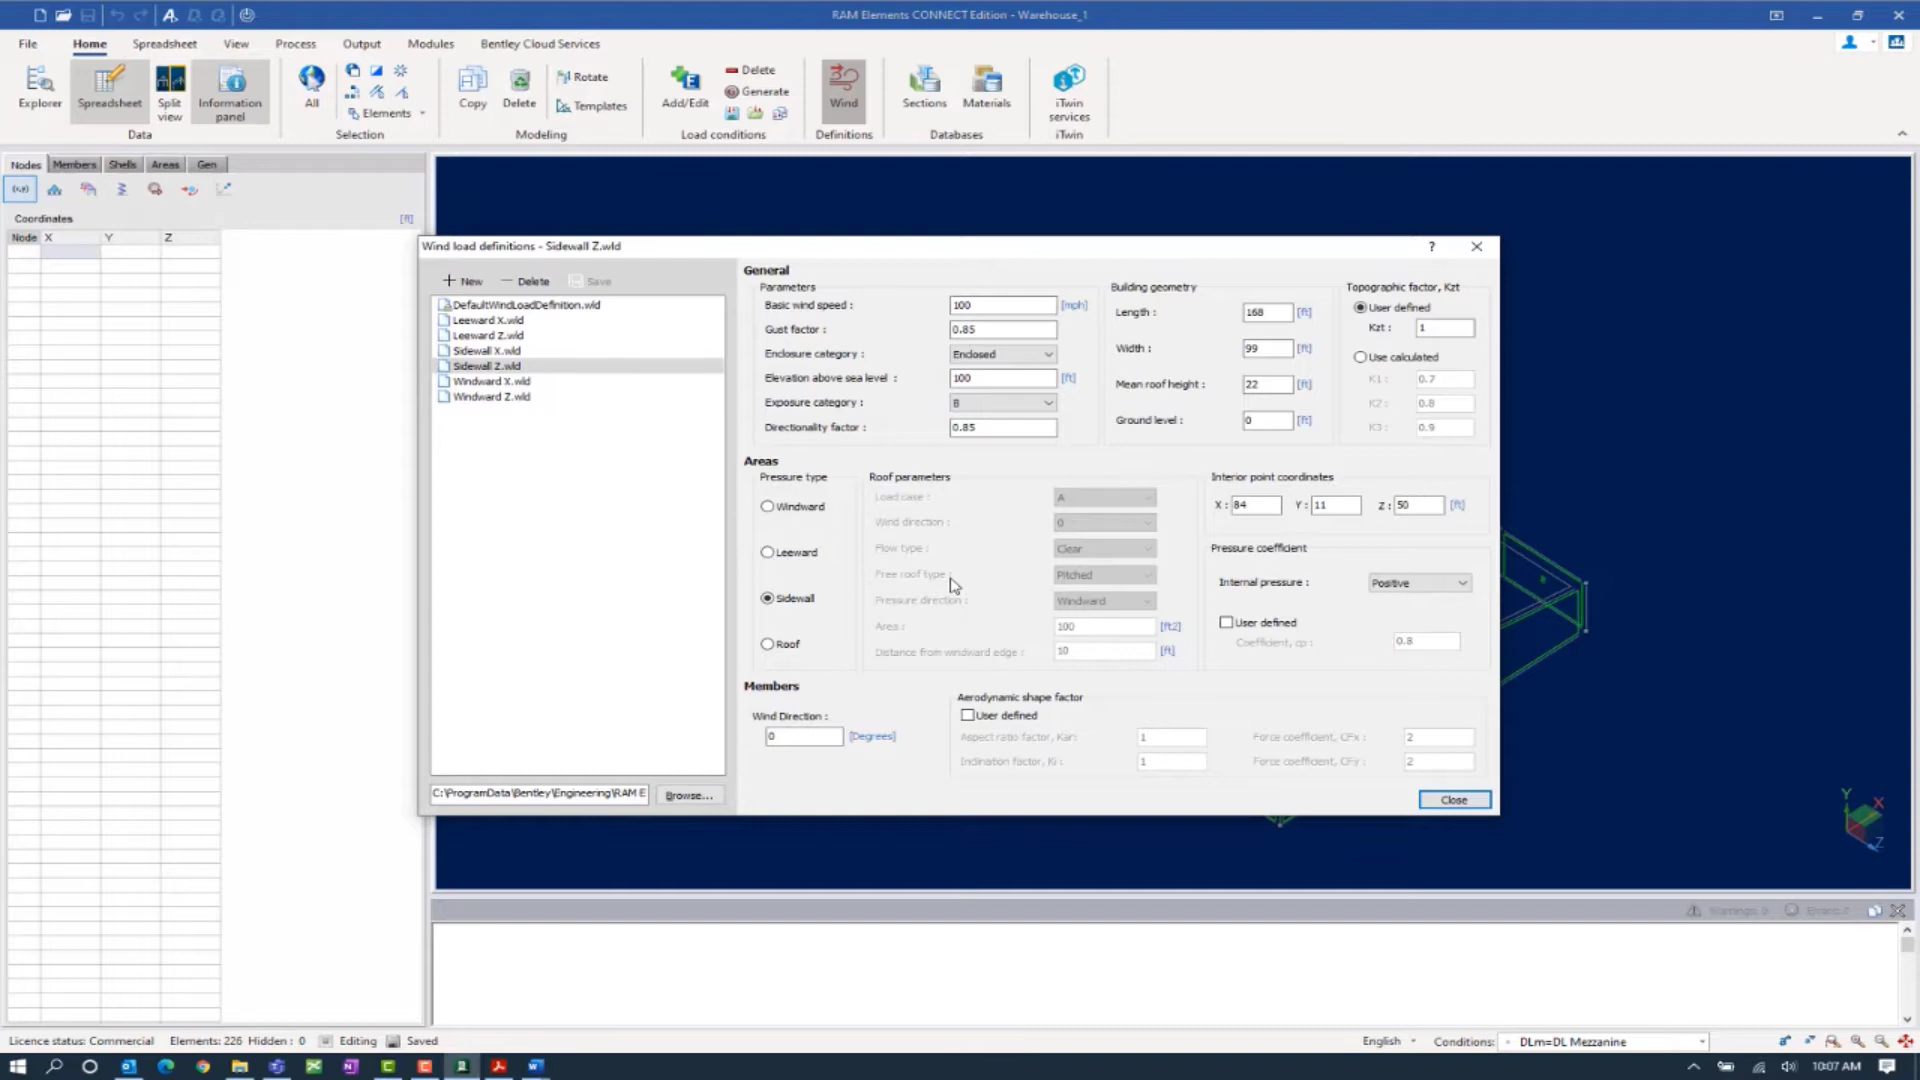 RAM Elements CONNECT Edition - Warehouse_1
File Home Spreadsheet View Process Output Modules Bentley Cloud Services
Explorer Spreadsheet Split view Information panel
Data
All Elements
Selection
Copy Delete Rotate Templates
Modeling
Add/Edit Delete Generate
Load conditions
Wind
Definitions
Sections Materials
Databases
iTwin services
iTwin
Nodes Members Shells Areas Gen
Coordinates [ft]
Node X Y Z
Wind load definitions - Sidewall Z.wld
New Delete Save
DefaultWindLoadDefinition.wld
Leeward X.wld
Leeward Z.wld
Sidewall X.wld
Sidewall Z.wld
Windward X.wld
Windward Z.wld
C:\ProgramData\Bentley\Engineering\RAM E Browse...
General
Parameters
Basic wind speed : 100 [mph]
Gust factor : 0.85
Enclosure category : Enclosed
Elevation above sea level : 100 [ft]
Exposure category : B
Directionality factor : 0.85
Building geometry
Length : 168 [ft]
Width : 99 [ft]
Mean roof height : 22 [ft]
Ground level : 0 [ft]
Topographic factor, Kzt
User defined
Kzt : 1
Use calculated
K1 : 0.7
K2 : 0.8
K3 : 0.9
Areas
Pressure type
Windward
Leeward
Sidewall
Roof
Roof parameters
Load case : A
Wind direction : 0
Flow type : Clear
Free roof type : Pitched
Pressure direction : Windward
Area : 100 [ft2]
Distance from windward edge : 10 [ft]
Interior point coordinates
X : 84 Y : 11 Z : 50 [ft]
Pressure coefficient
Internal pressure : Positive
User defined
Coefficient, cp : 0.8
Members
Wind Direction :
0 [Degrees]
Aerodynamic shape factor
User defined
Aspect ratio factor, Kar: 1 Force coefficient, CFx : 2
Inclination factor, Ki : 1 Force coefficient, CFy : 2
Close
Y X Z
Licence status: Commercial Elements: 226 Hidden : 0 Editing Saved English Conditions: DLm=DL Mezzanine
10:07 AM